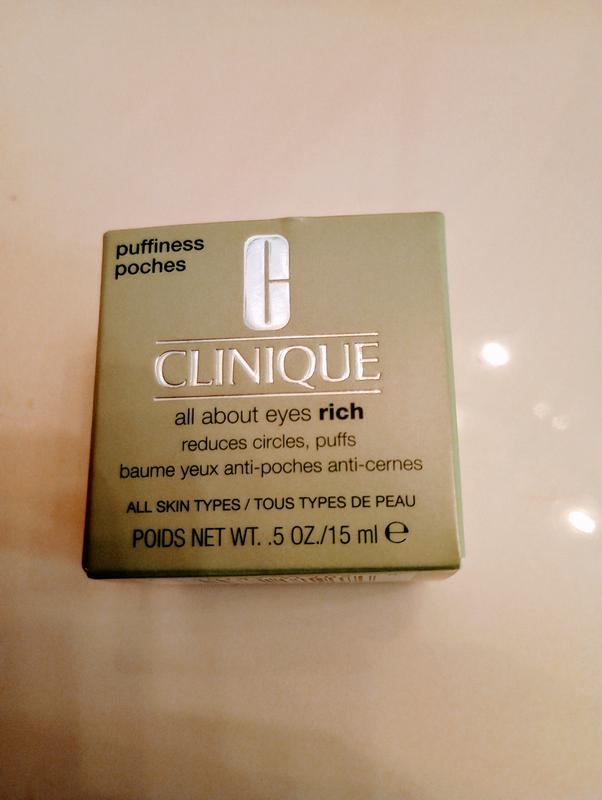 puffiness
poches
C
CLINIQUE
all about eyes rich
reduces circles, puffs
baume yeux anti-poches anti-cernes
ALL SKIN TYPES / TOUS TYPES DE PEAU
POIDS NET WT. .5 OZ./15 ml ℮